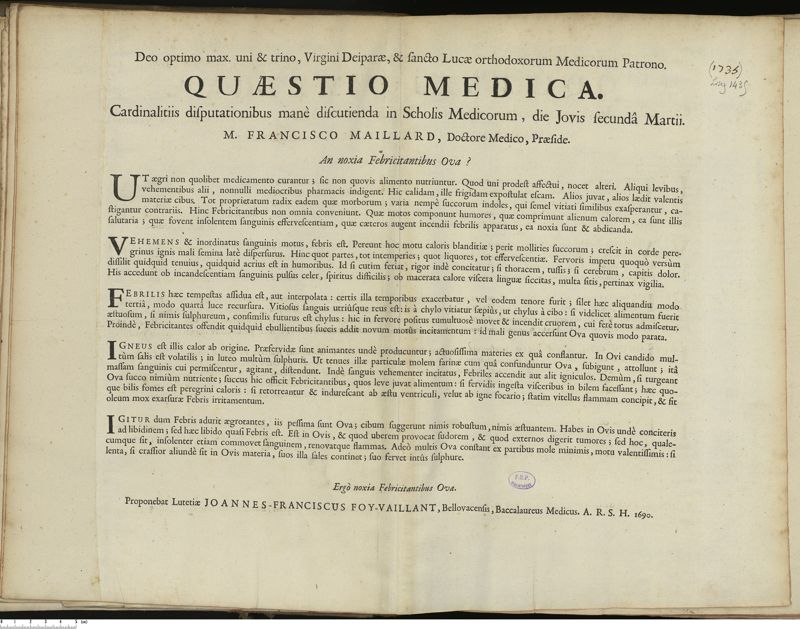 Deo optimo max. uni & trino, Virgini Deiparæ, & sancto Lucæ orthodoxorum Medicorum Patrono.
(1735)
QUÆSTIO MEDICA.
Cardinalitiis disputationibus manè discutienda in Scholis Medicorum, die Jovis secundâ Martii.
M. FRANCISCO MAILLARD, Doctore Medico, Præside.
An noxia Febricitantibus Ova ?
UT ægri non quolibet medicamento curantur ; sic non quovis alimento nutriuntur. Quod uni prodest affectui, nocet alteri. Aliqui levibus,
vehementibus alii, nonnulli mediocribus pharmacis indigent. Hic calidam, ille frigidam expostulat escam. Alios juvat, alios lædit valentis
materiæ cibus. Tot proprietatum radix eadem quæ morborum ; varia nempè succorum indoles, qui semel vitiati similibus exasperantur, ca-
stigantur contrariis. Hinc Febricitantibus non omnia conveniunt. Quæ motos componunt humores, quæ comprimunt alienum calorem, ea sunt illis
salutaria ; quæ fovent insolentem sanguinis effervescentiam, quæ cæteros augent incendii febrilis apparatus, ea noxia sunt & abdicanda.
VEHEMENS & inordinatus sanguinis motus, febris est. Pereunt hoc motu caloris blanditiæ ; perit mollities succorum ; crescit in corde pere-
grinus ignis mali semina latè dispersurus. Hinc quot partes, tot intemperies ; quot liquores, tot effervescentiæ. Fervoris impetu quoquò versùm
dissilit quidquid tenuius, quidquid acrius est in humoribus. Id si cutim feriat, rigor indè concitatur ; si thoracem, tussis ; si cerebrum, capitis dolor.
His accedunt ob incandescentiam sanguinis pulsus celer, spiritus difficilis ; ob macerata calore viscera linguæ siccitas, multa sitis, pertinax vigilia.
FEBRILIS hæc tempestas assidua est, aut interpolata : certis illa temporibus exacerbatur , vel eodem tenore furit ; silet hæc aliquandiu modo
tertiâ, modo quartâ luce recursura. Vitiosus sanguis utriúsque reus est: is à chylo vitiatur sæpiùs, ut chylus à cibo : si videlicet alimentum fuerit
æstuosum, si nimis sulphureum, consimilis futurus est chylus : hic in fervore positus tumultuosè movet & incendit cruorem, cui ferè totus admiscetur.
Proindè, Febricitantes offendit quidquid ebullientibus succis addit novum motûs incitamentum : id mali genus accersunt Ova quovis modo parata.
IGNEUS est illis calor ab origine. Præfervidæ sunt animantes undè producuntur ; actuosissima materies ex quâ constantur. In Ovi candido mul-
tùm salis est volatilis ; in luteo multùm sulphuris. Ut tenues illæ particulæ molem farinæ cum quâ confunduntur Ova , subigunt , attollunt ; itâ
massam sanguinis cui permiscentur, agitant, distendunt. Indè sanguis vehementer incitatus, Febriles accendit aut alit igniculos. Demùm, si turgeant
Ova succo nimiùm nutriente ; succus hic officit Febricitantibus, quos leve juvat alimentum : si fervidis ingesta visceribus in bilem facessant; hæc quo-
que bilis fomes est peregrini caloris : si retorreantur & indurescant ab æstu ventriculi, velut ab igne focario ; statim vitellus flammam concipit, & sit
oleum mox exarsuræ Febris irritamentum.
IGITUR dum Febris adurit ægrotantes, iis pessima sunt Ova ; cibum suggerunt nimis robustum, nimis æstuantem. Habes in Ovis undè conciteris
ad libidinem ; sed hæc libido quasi Febris est. Est in Ovis, & quod uberem provocat sudorem , & quod externos digerit tumores ; sed hoc, quale-
cumque sit, insolenter etiam commovet sanguinem, renovatque flammas. Adeò multis Ova constant ex partibus mole minimis, motu valentissimis : si
lenta, si crassior aliundè sit in Ovis materia, suos illa sales continet ; suo fervet intùs sulphure.
Ergò noxia Febricitantibus Ova.
Proponebat Lutetiæ JOANNES-FRANCISCUS FOY-VAILLANT, Bellovacensis, Baccalaureus Medicus. A. R. S. H. 1690.